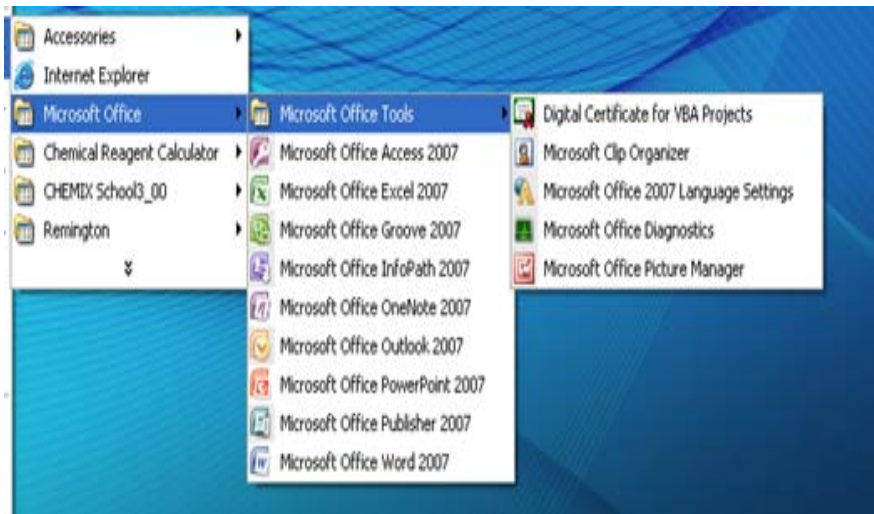 Accessories
Internet Explorer
Microsoft Office
Chemical Reagent Calculator
CHEMIX School3_00
Remington
Microsoft Office Tools
Microsoft Office Access 2007
Microsoft Office Excel 2007
Microsoft Office Groove 2007
Microsoft Office InfoPath 2007
Microsoft Office OneNote 2007
Microsoft Office Outlook 2007
Microsoft Office PowerPoint 2007
Microsoft Office Publisher 2007
Microsoft Office Word 2007
Digital Certificate for VBA Projects
Microsoft Clip Organizer
Microsoft Office 2007 Language Settings
Microsoft Office Diagnostics
Microsoft Office Picture Manager